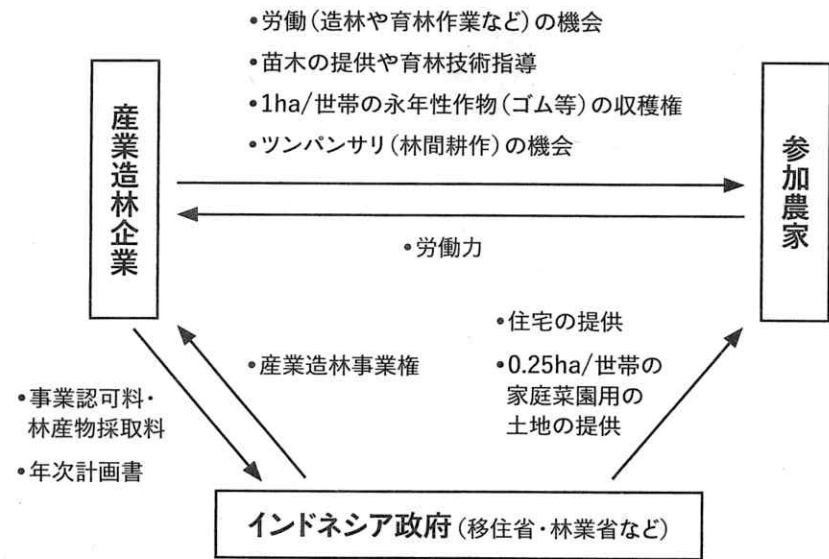 •労働(造林や育林作業など)の機会
•苗木の提供や育林技術指導
•1ha/世帯の永年性作物(ゴム等)の収穫権
•ツンパンサリ(林間耕作)の機会
産業造林企業
参加農家
•労働力
•住宅の提供
•0.25ha/世帯の
家庭菜園用の
土地の提供
•産業造林事業権
•事業認可料・
林産物採取料
•年次計画書
インドネシア政府(移住省・林業省など)